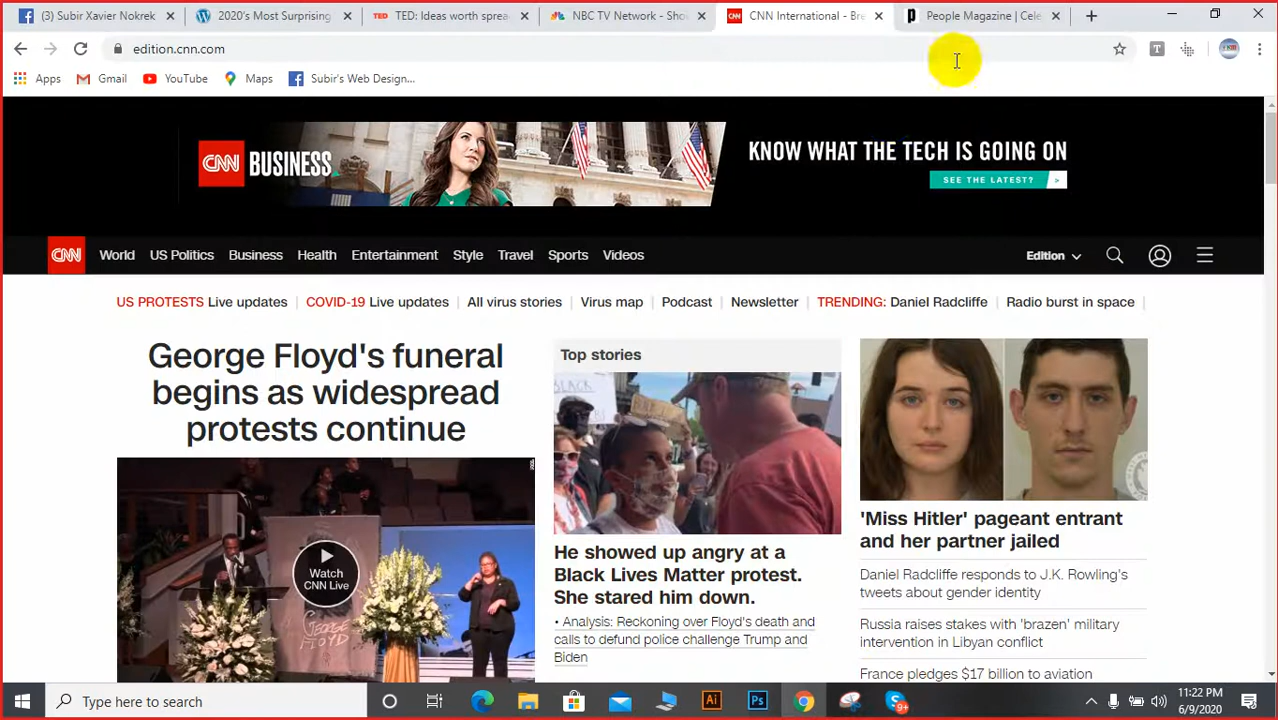 (3) Subir Xavier Nokrek
2020's Most Surprising
TED: Ideas worth sprea
NBC TV Network - Sho
CNN International - Bre
People Magazine | Cele
edition.cnn.com
T
Apps
Gmail
YouTube
Maps
Subir's Web Design...
CNN BUSINESS
KNOW WHAT THE TECH IS GOING ON
SEE THE LATEST? >
CNN World US Politics Business Health Entertainment Style Travel Sports Videos Edition
US PROTESTS Live updates | COVID-19 Live updates | All virus stories | Virus map | Podcast | Newsletter | TRENDING: Daniel Radcliffe | Radio burst in space |
George Floyd's funeral
begins as widespread
protests continue
Watch
CNN Live
GEORGE
FLOYD
Top stories
BLACK
He showed up angry at a
Black Lives Matter protest.
She stared him down.
• Analysis: Reckoning over Floyd's death and
calls to defund police challenge Trump and
Biden
'Miss Hitler' pageant entrant
and her partner jailed
Daniel Radcliffe responds to J.K. Rowling's
tweets about gender identity
Russia raises stakes with 'brazen' military
intervention in Libyan conflict
France pledges $17 billion to aviation
Type here to search
Ai
Ps
9+
11:22 PM
6/9/2020